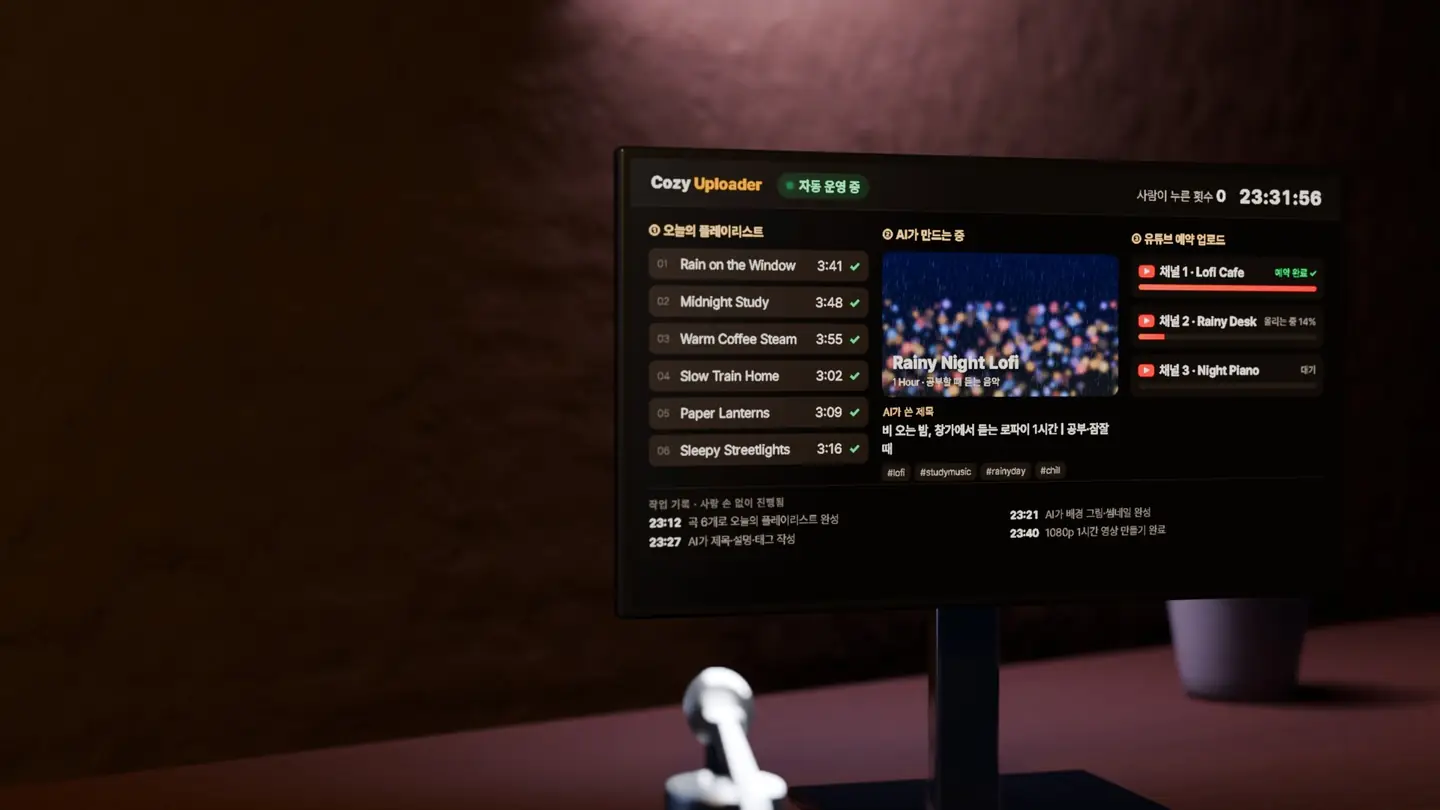 Cozy Uploader
자동 운영 중
사람이 누른 횟수 0
23:31:56
① 오늘의 플레이리스트
01 Rain on the Window 3:41 ✓
02 Midnight Study 3:48 ✓
03 Warm Coffee Steam 3:55 ✓
04 Slow Train Home 3:02 ✓
05 Paper Lanterns 3:09 ✓
06 Sleepy Streetlights 3:16 ✓
② AI가 만드는 중
Rainy Night Lofi
1 Hour · 공부할 때 듣는 음악
AI가 쓴 제목
비 오는 밤, 창가에서 듣는 로파이 1시간 | 공부·잠잘
때
#lofi #studymusic #rainyday #chill
③ 유튜브 예약 업로드
채널 1 · Lofi Cafe 예약 완료 ✓
채널 2 · Rainy Desk 올리는 중 14%
채널 3 · Night Piano 대기
작업 기록 · 사람 손 없이 진행됨
23:12 곡 6개로 오늘의 플레이리스트 완성
23:27 AI가 제목·설명·태그 작성
23:21 AI가 배경 그림·썸네일 완성
23:40 1080p 1시간 영상 만들기 완료